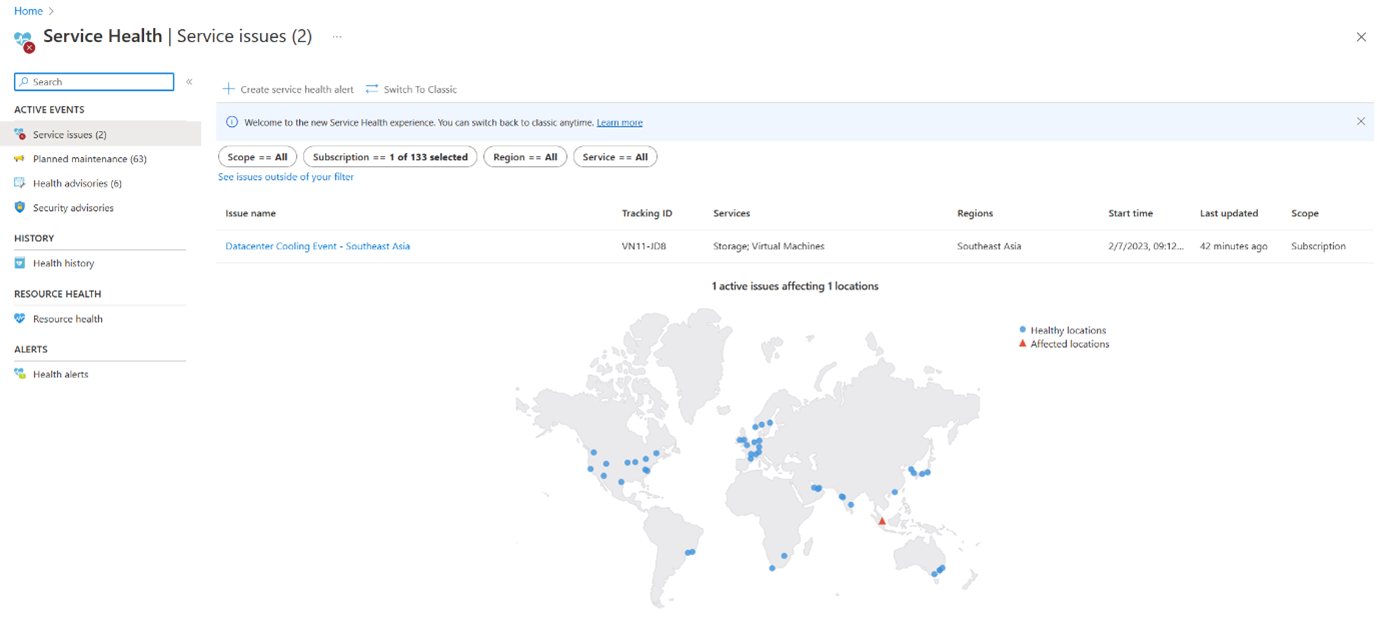 Home
Service Health | Service issues (2) ...
Search
Create service health alert Switch To Classic
ACTIVE EVENTS
Welcome to the new Service Health experience. You can switch back to classic anytime. Learn more
Service issues (2)
Planned maintenance (63)
Health advisories (6)
Security advisories
HISTORY
Health history
RESOURCE HEALTH
Resource health
ALERTS
Health alerts
Scope == All Subscription == 1 of 133 selected Region == All Service == All
See issues outside of your filter
Issue name Tracking ID Services Regions Start time Last updated Scope
Datacenter Cooling Event - Southeast Asia VN11-JD8 Storage; Virtual Machines Southeast Asia 2/7/2023, 09:12... 42 minutes ago Subscription
1 active issues affecting 1 locations
Healthy locations
Affected locations